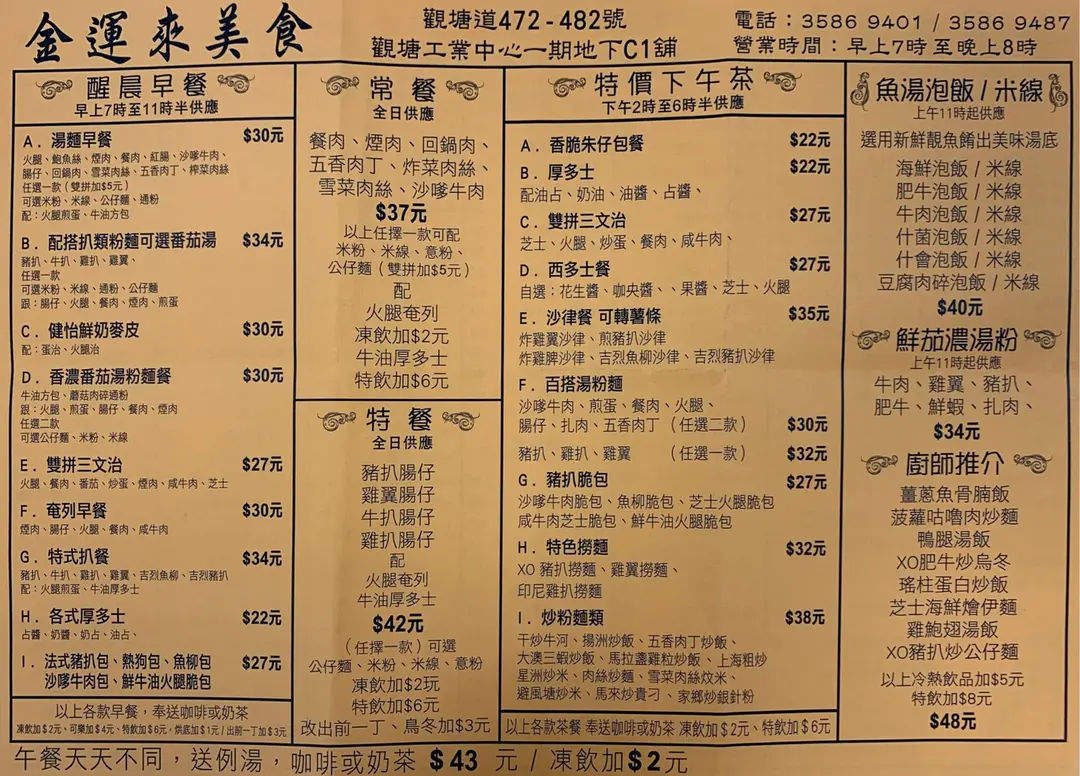 金運來美食
觀塘道472-482號
觀塘工業中心一期地下C1舖
電話：3586 9401 / 3586 9487
營業時間：早上7時至晚上8時
醒晨早餐
早上7時至11時半供應
A．湯麵早餐 $30元
火腿、鮑魚絲、煙肉、餐肉、紅腸、沙嗲牛肉、
腸仔、回鍋肉、雪菜肉絲、五香肉丁、榨菜肉絲
任選一款（雙拼加$5元）
可選米粉、米線、公仔麵、通粉
配：火腿煎蛋、牛油方包
B．配搭扒類粉麵可選番茄湯 $34元
豬扒、牛扒、雞扒、雞翼、
任選一款
可選米粉、米線、通粉、公仔麵
跟：腸仔、火腿、餐肉、煙肉、煎蛋
C．健怡鮮奶麥皮 $30元
配：蛋治、火腿治
D．香濃番茄湯粉麵餐 $30元
牛油方包、蘑菇肉碎通粉
跟：火腿、煎蛋、腸仔、餐肉、煙肉
任選二款
可選公仔麵、米粉、米線
E．雙拼三文治 $27元
火腿、餐肉、番茄、炒蛋、煙肉、咸牛肉、芝士
F．奄列早餐 $30元
煙肉、腸仔、火腿、餐肉、咸牛肉
G．特式扒餐 $34元
豬扒、牛扒、雞扒、雞翼、吉烈魚柳、吉烈豬扒
配：火腿煎蛋、牛油厚多士
H．各式厚多士 $22元
占醬、奶醬、奶占、油占、
I．法式豬扒包、熱狗包、魚柳包 $27元
沙嗲牛肉包、鮮牛油火腿脆包
以上各款早餐，奉送咖啡或奶茶
凍飲加$2元、可樂加$4元、特飲加$6元，烘底加$1元/出前一丁加$3元
常餐
全日供應
餐肉、煙肉、回鍋肉、
五香肉丁、炸菜肉絲、
雪菜肉絲、沙嗲牛肉
$37元
以上任擇一款可配
米粉、米線、意粉、
公仔麵（雙拼加$5元）
配
火腿奄列
凍飲加$2元
牛油厚多士
特飲加$6元
特餐
全日供應
豬扒腸仔
雞翼腸仔
牛扒腸仔
雞扒腸仔
配
火腿奄列
牛油厚多士
$42元
（任擇一款）可選
公仔麵、米粉、米線、意粉
凍飲加$2玩
特飲加$6元
改出前一丁、烏冬加$3元
特價下午茶
下午2時至6時半供應
A．香脆朱仔包餐 $22元
B．厚多士 $22元
配油占、奶油、油醬、占醬、
C．雙拼三文治 $27元
芝士、火腿、炒蛋、餐肉、咸牛肉、
D．西多士餐 $27元
自選：花生醬、咖央醬、、果醬、芝士、火腿
E．沙律餐 可轉薯條 $35元
炸雞翼沙律、煎豬扒沙律
炸雞脾沙律、吉烈魚柳沙律、吉烈豬扒沙律
F．百搭湯粉麵
沙嗲牛肉、煎蛋、餐肉、火腿、
腸仔、扎肉、五香肉丁（任選二款） $30元
豬扒、雞扒、雞翼 （任選一款） $32元
G．豬扒脆包 $27元
沙嗲牛肉脆包、魚柳脆包、芝士火腿脆包
咸牛肉芝士脆包、鮮牛油火腿脆包
H．特色撈麵 $32元
XO 豬扒撈麵、雞翼撈麵、
印尼雞扒撈麵
I．炒粉麵類 $38元
干炒牛河、揚洲炒飯、五香肉丁炒飯、
大澳三蝦炒飯、馬拉盞雞粒炒飯、上海粗炒
星洲炒米、肉絲炒麵、雪菜肉絲炆米、
避風塘炒米、馬來炒貴刁、家鄉炒銀針粉
以上各款茶餐 奉送咖啡或奶茶 凍飲加$2元、特飲加$6元
魚湯泡飯 / 米線
上午11時起供應
選用新鮮靚魚餚出美味湯底
海鮮泡飯 / 米線
肥牛泡飯 / 米線
牛肉泡飯 / 米線
什菌泡飯 / 米線
什會泡飯 / 米線
豆腐肉碎泡飯 / 米線
$40元
鮮茄濃湯粉
上午11時起供應
牛肉、雞翼、豬扒、
肥牛、鮮蝦、扎肉、
$34元
廚師推介
薑蔥魚骨腩飯
菠蘿咕嚕肉炒麵
鴨腿湯飯
XO肥牛炒烏冬
瑤柱蛋白炒飯
芝士海鮮燴伊麵
雞鮑翅湯飯
XO豬扒炒公仔麵
以上冷熱飲品加$5元
特飲加$8元
$48元
午餐天天不同，送例湯，咖啡或奶茶 $43 元 / 凍飲加$2元